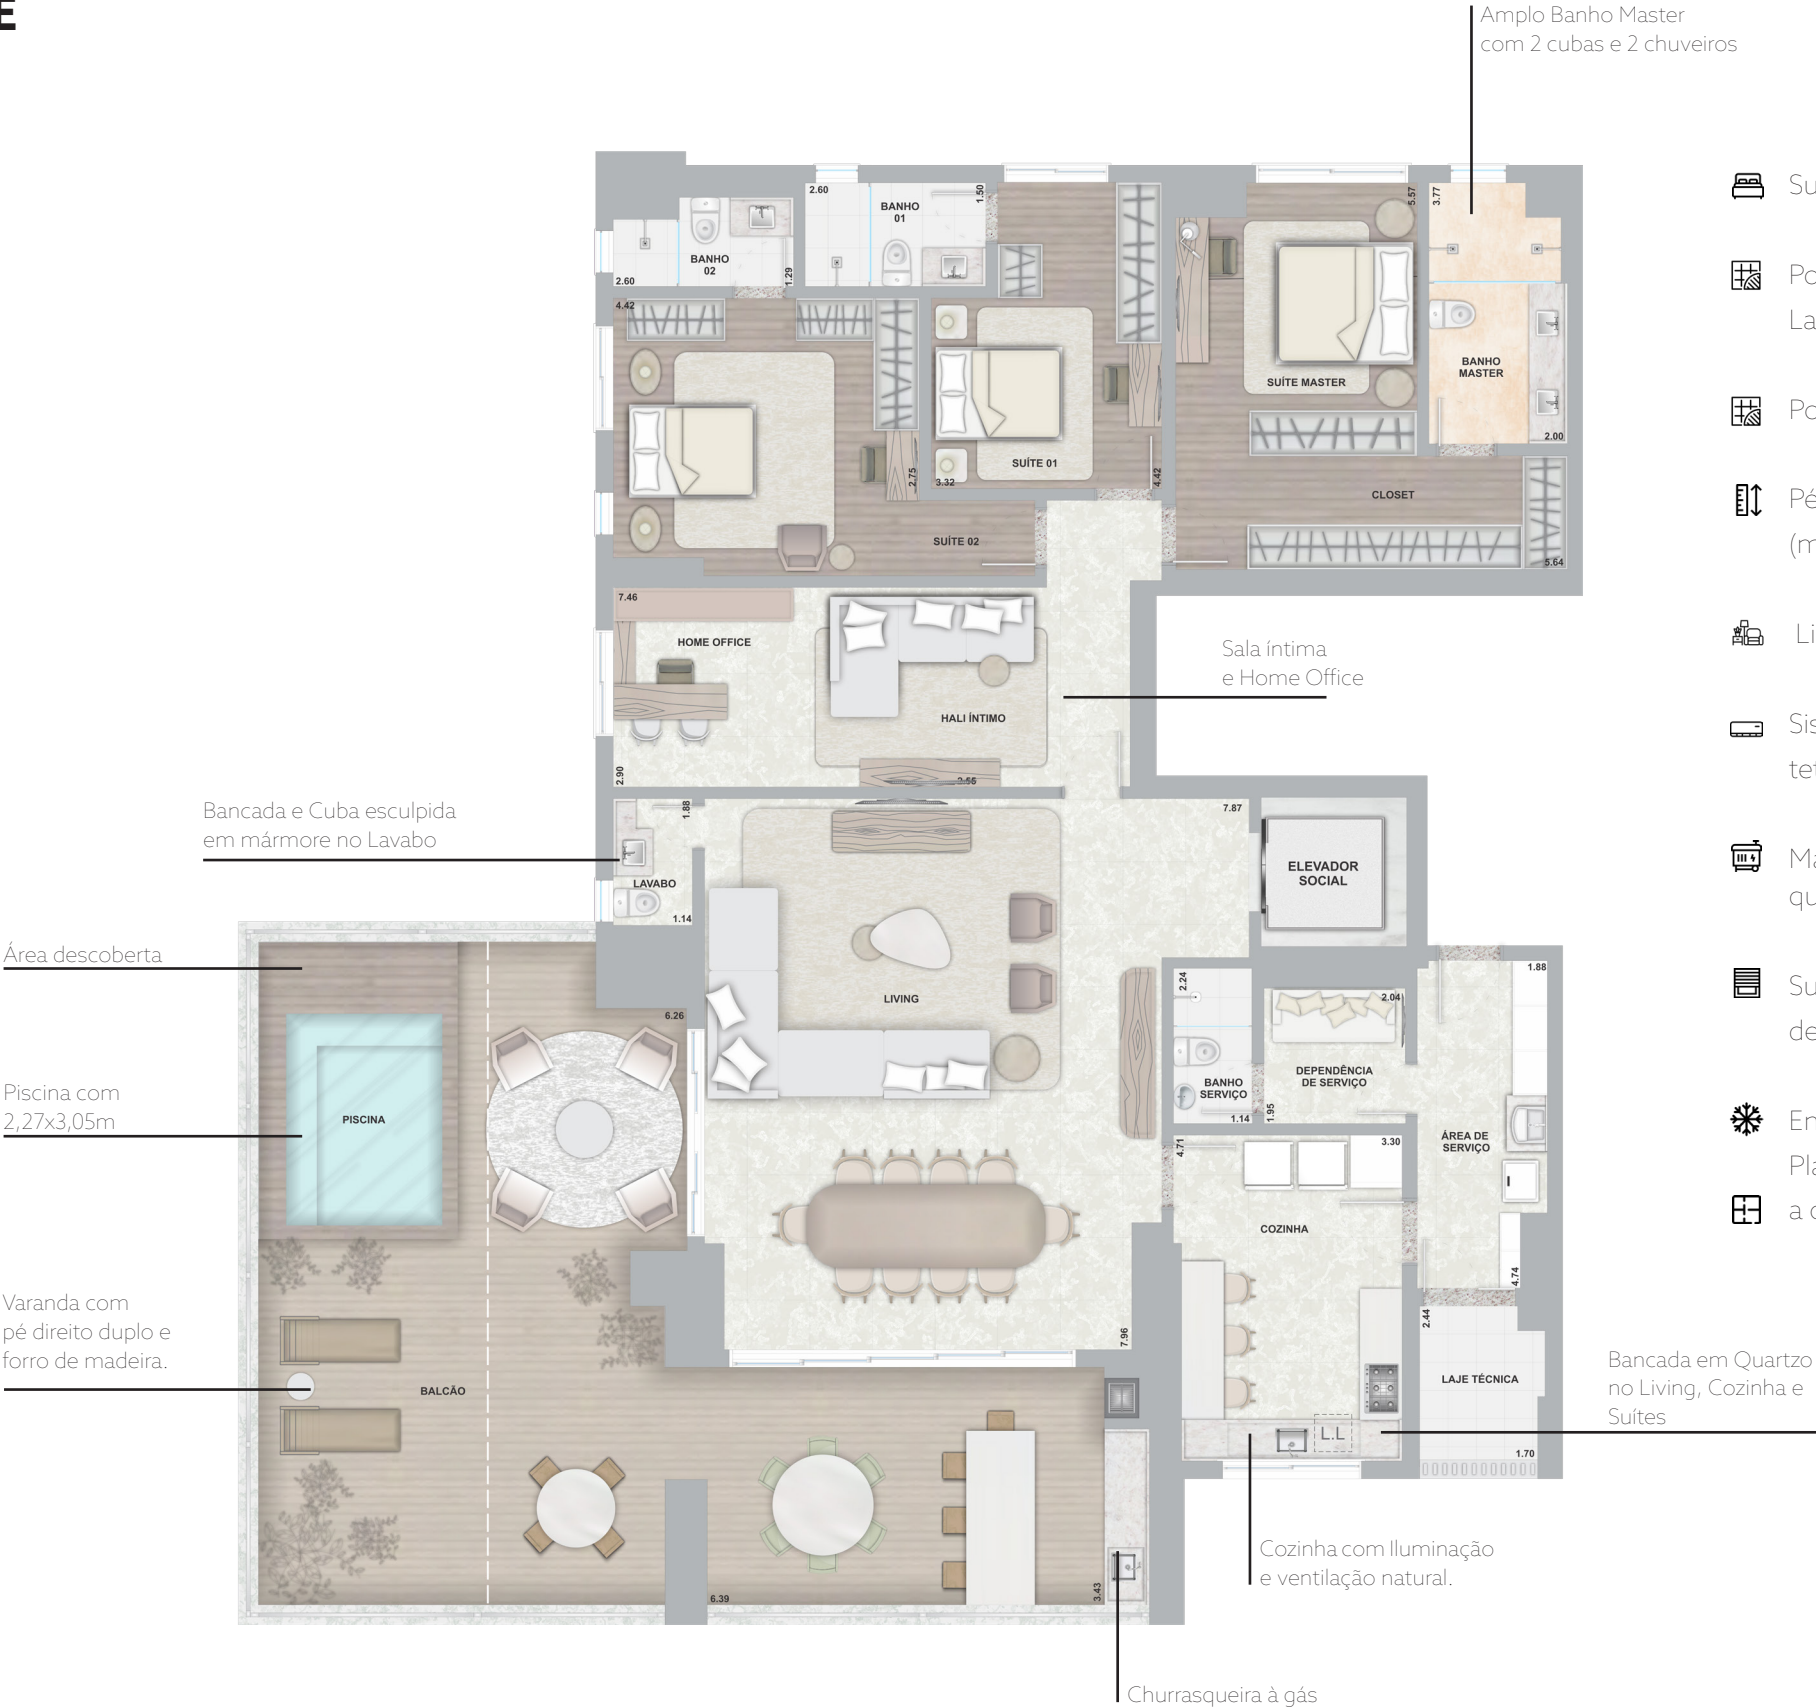 E
Amplo Banho Master
com 2 cubas e 2 chuveiros
2.60
BANHO
01
1.50
BANHO
02
2.60
1.29
5.57
3.77
4.42
SUÍTE MASTER
BANHO
MASTER
2.00
SUÍTE 01
3.32
4.42
2.75
CLOSET
SUÍTE 02
5.64
7.46
HOME OFFICE
HALI ÍNTIMO
2.90
Sala íntima
e Home Office
Bancada e Cuba esculpida
em mármore no Lavabo
1.88
7.87
LAVABO
1.14
ELEVADOR
SOCIAL
Área descoberta
LIVING
6.26
2.24
2.04
1.88
Piscina com
2,27x3,05m
PISCINA
BANHO
SERVIÇO
1.14
DEPENDÊNCIA
DE SERVIÇO
1.95
ÁREA DE
SERVIÇO
4.71
3.30
COZINHA
4.74
Varanda com
pé direito duplo e
forro de madeira.
7.96
2.44
BALCÃO
LAJE TÉCNICA
Bancada em Quartzo
no Living, Cozinha e
Suítes
L.L
1.70
Cozinha com Iluminação
e ventilação natural.
6.39
3.43
Churrasqueira à gás
Su
Po
La
Po
Pé
(m
Li
Sis
tet
Ma
qu
Su
de
En
Pla
a c